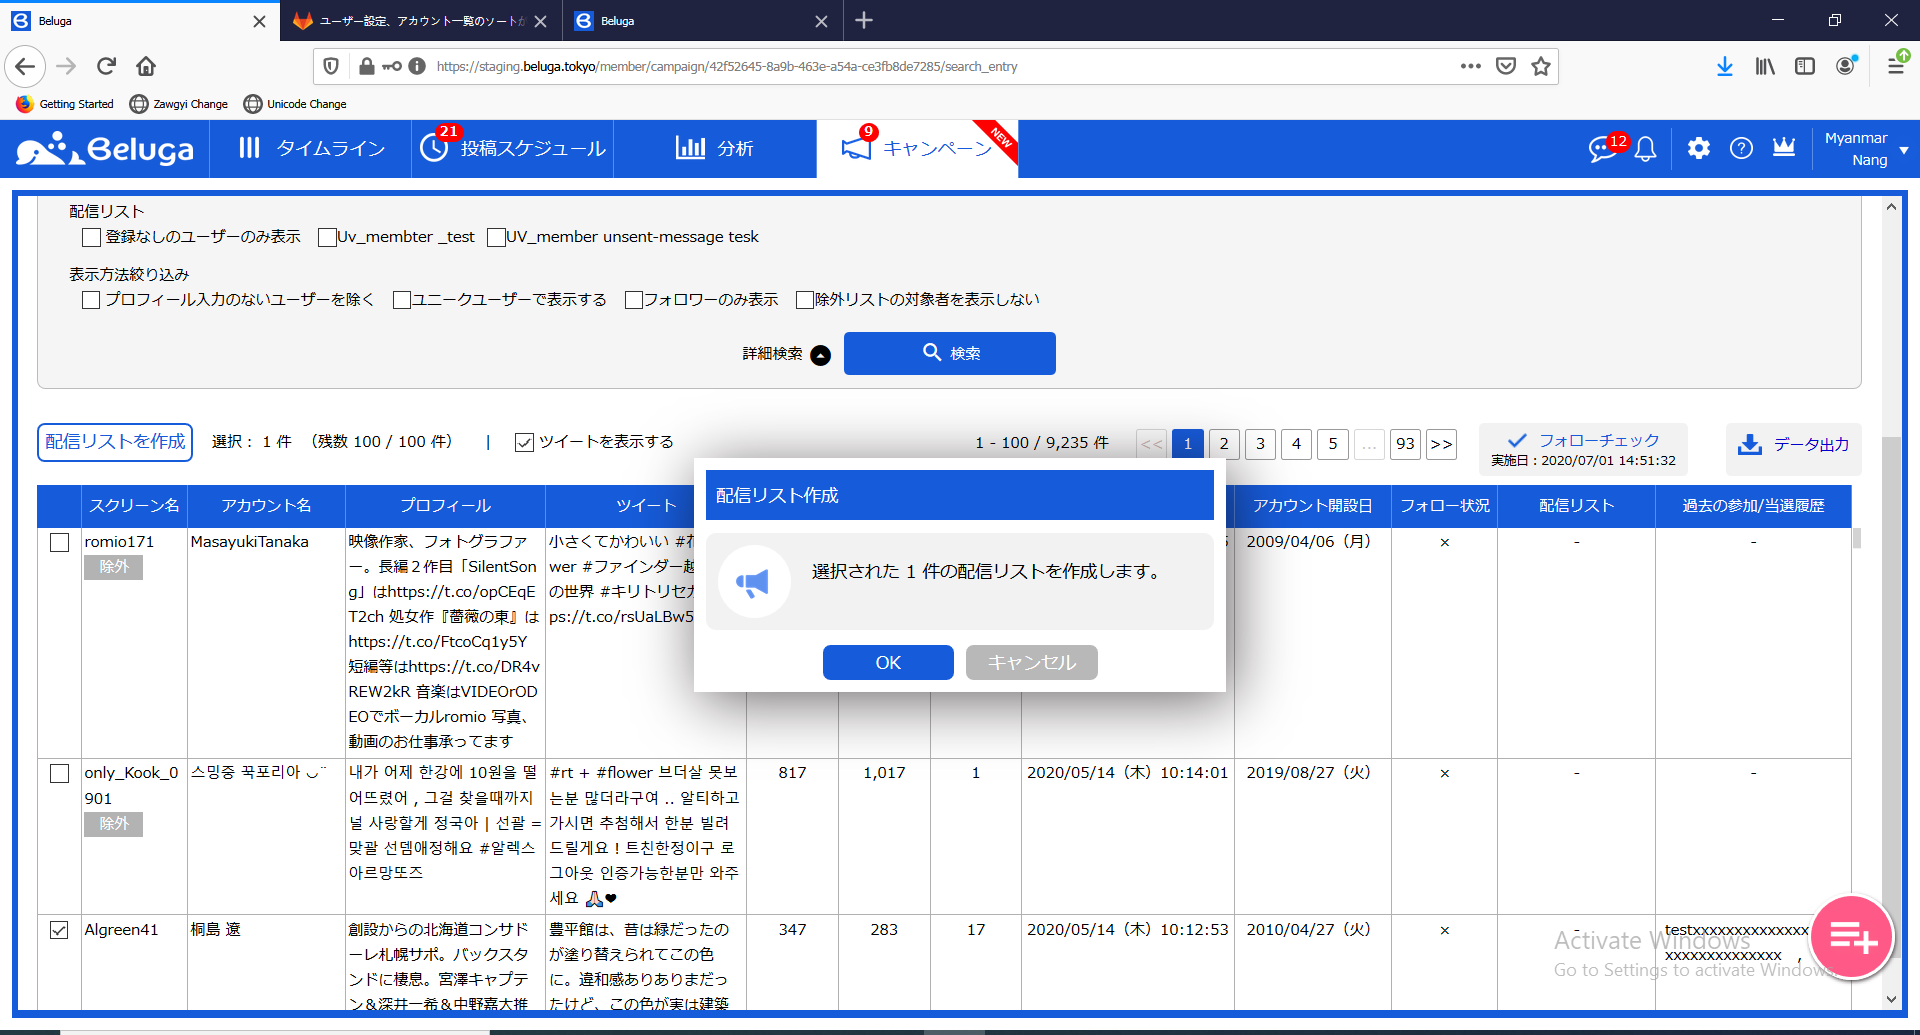 Beluga
ユーザー設定、アカウント一覧のソートが
Beluga
https://staging.beluga.tokyo/member/campaign/42f52645-8a9b-463e-a54a-ce3fb8de7285/search_entry
Getting Started
Zawgyi Change
Unicode Change
Beluga
タイムライン
21
投稿スケジュール
分析
9
キャンペーン
NEW
12
Myanmar
Nang
配信リスト
登録なしのユーザーのみ表示 Uv_membter _test UV_member unsent-message tesk
表示方法絞り込み
プロフィール入力のないユーザーを除く ユニークユーザーで表示する フォロワーのみ表示 除外リストの対象者を表示しない
詳細検索
検索
配信リストを作成 選択： 1 件 （残数 100 / 100 件） | ツイートを表示する
1 - 100 / 9,235 件 << 1 2 3 4 5 ... 93 >>
フォローチェック
実施日：2020/07/01 14:51:32
データ出力
配信リスト作成
選択された 1 件の配信リストを作成します。
OK キャンセル
スクリーン名 アカウント名 プロフィール ツイート アカウント開設日 フォロー状況 配信リスト 過去の参加/当選履歴
romio171
除外
MasayukiTanaka
映像作家、フォトグラファ
ー。長編２作目「SilentSon
g」はhttps://t.co/opCEqE
T2ch 処女作『薔薇の東』は
https://t.co/FtcoCq1y5Y
短編等はhttps://t.co/DR4v
REW2kR 音楽はVIDEOrOD
EOでボーカルromio 写真、
動画のお仕事承ってます
小さくてかわいい #花
wer #ファインダー越
の世界 #キリトリセカ
ps://t.co/rsUaLBw5
2009/04/06（月）
×
-
-
only_Kook_0
901
除外
스밍중 꾹포리아 ᴗ¨
내가 어제 한강에 10원을 떨
어뜨렸어 , 그걸 찾을때까지
널 사랑할게 정국아 | 선괄 =
맞괄 선뎀애정해요 #알렉스
아르망또즈
#rt + #flower 브더살 못보
는분 많더라구여 .. 알티하고
가시면 추첨해서 한분 빌려
드릴게요 ! 트친한정이구 로
그아웃 인증가능한분만 와주
세요 🙏🏻❤
817
1,017
1
2020/05/14（木）10:14:01
2019/08/27（火）
×
-
-
Algreen41
桐島 遼
創設からの北海道コンサド
ーレ札幌サポ。バックスタ
ンドに棲息。宮澤キャプテ
ン＆深井一希＆中野嘉大推
豊平館は、昔は緑だったの
が塗り替えられてこの色
に。違和感ありありまだっ
たけど、この色が実は建築
347
283
17
2020/05/14（木）10:12:53
2010/04/27（火）
×
-
testxxxxxxxxxxxxxx
xxxxxxxxxxxxxx ,
Activate Windows
Go to Settings to activate Windows.